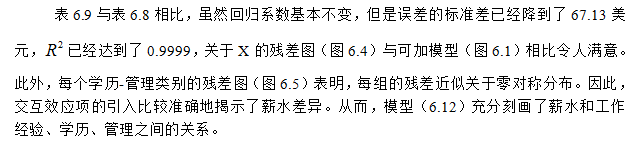 表 6.9 与表 6.8 相比，虽然回归系数基本不变，但是误差的标准差已经降到了 67.13 美
元，R² 已经达到了 0.9999，关于 X 的残差图（图 6.4）与可加模型（图 6.1）相比令人满意。
此外，每个学历-管理类别的残差图（图 6.5）表明，每组的残差近似关于零对称分布。因此，
交互效应项的引入比较准确地揭示了薪水差异。从而，模型（6.12）充分刻画了薪水和工作
经验、学历、管理之间的关系。